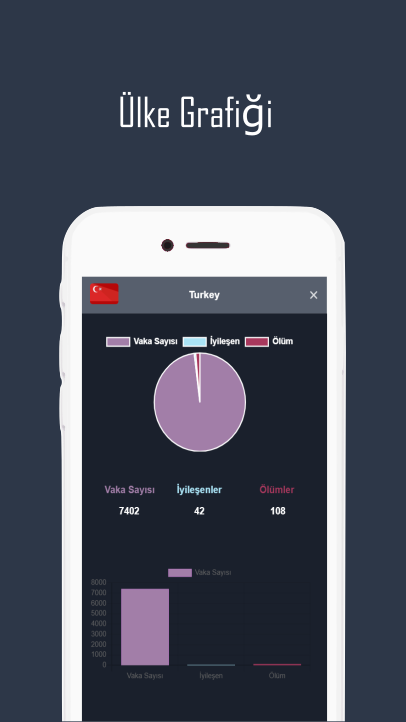 Ülke Grafiği
Turkey ×
Vaka Sayısı İyileşen Ölüm
Vaka Sayısı İyileşenler Ölümler
7402 42 108
Vaka Sayısı
8000
7000
6000
5000
4000
3000
2000
1000
0
Vaka Sayısı İyileşen Ölüm